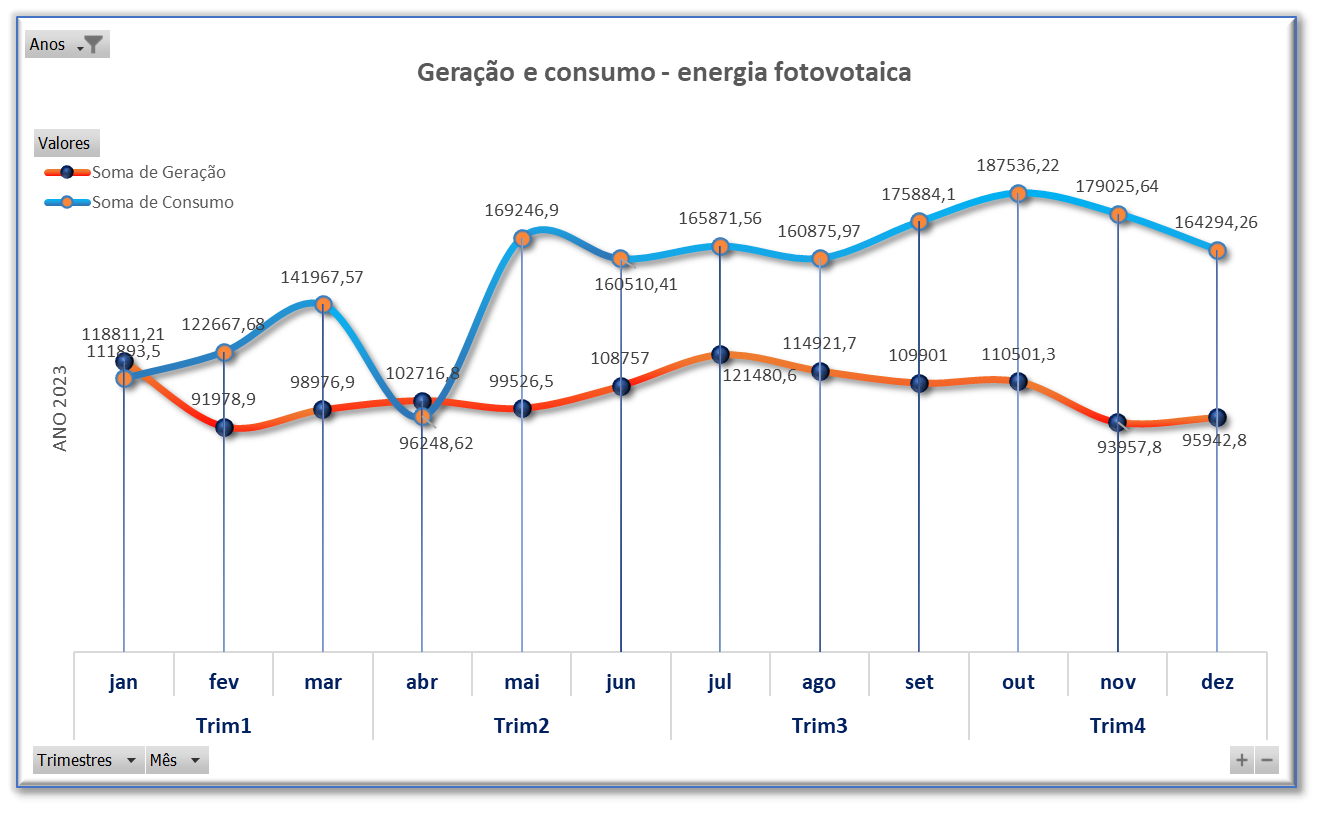 Anos
Geração e consumo - energia fotovotaica
Valores
Soma de Geração
Soma de Consumo
187536,22
179025,64
175884,1
169246,9
165871,56
164294,26
160875,97
160510,41
141967,57
122667,68
118811,21
111893,5
114921,7
108757
109901
110501,3
102716,8
121480,6
98976,9
99526,5
91978,9
96248,62
93957,8
95942,8
ANO 2023
jan fev mar abr mai jun jul ago set out nov dez
Trim1 Trim2 Trim3 Trim4
Trimestres Mês + −